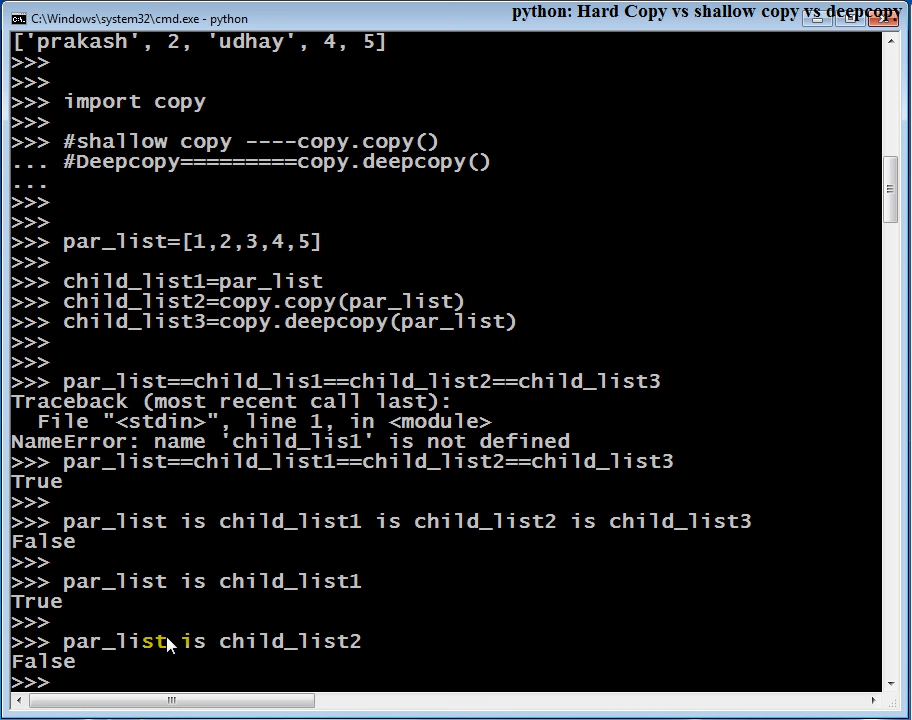 python: Hard Copy vs shallow copy vs deepcopy
C:\Windows\system32\cmd.exe - python
['prakash', 2, 'udhay', 4, 5]
>>>
>>>
>>> import copy
>>>
>>> #shallow copy ----copy.copy()
... #Deepcopy=========copy.deepcopy()
...
>>>
>>>
>>> par_list=[1,2,3,4,5]
>>>
>>> child_list1=par_list
>>> child_list2=copy.copy(par_list)
>>> child_list3=copy.deepcopy(par_list)
>>>
>>>
>>> par_list==child_lis1==child_list2==child_list3
Traceback (most recent call last):
  File "<stdin>", line 1, in <module>
NameError: name 'child_lis1' is not defined
>>> par_list==child_list1==child_list2==child_list3
True
>>>
>>> par_list is child_list1 is child_list2 is child_list3
False
>>>
>>> par_list is child_list1
True
>>>
>>> par_list is child_list2
False
>>>